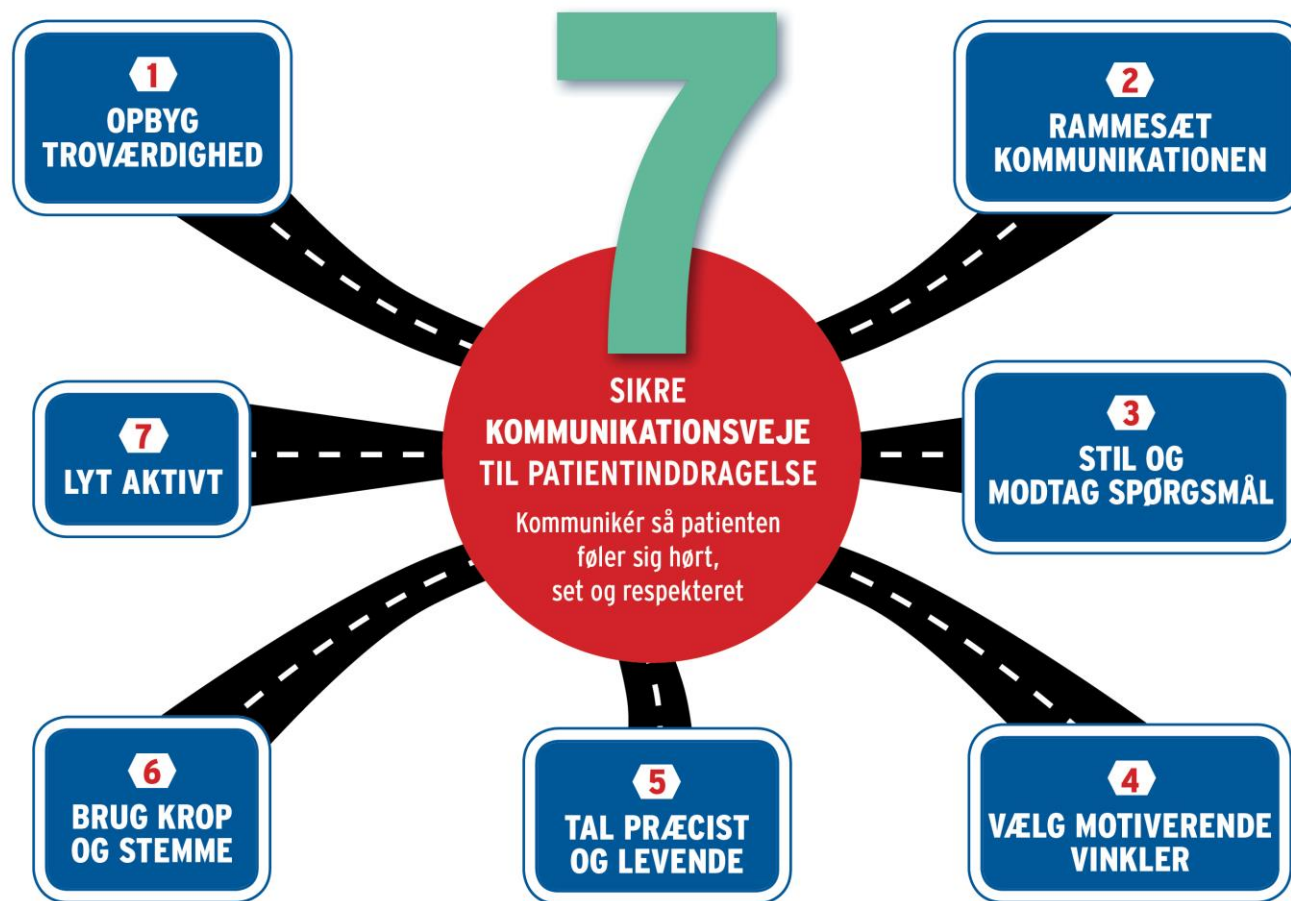 7
SIKRE
KOMMUNIKATIONSVEJE
TIL PATIENTINDDRAGELSE
Kommunikér så patienten
føler sig hørt,
set og respekteret
1
OPBYG
TROVÆRDIGHED
2
RAMMESÆT
KOMMUNIKATIONEN
3
STIL OG
MODTAG SPØRGSMÅL
4
VÆLG MOTIVERENDE
VINKLER
5
TAL PRÆCIST
OG LEVENDE
6
BRUG KROP
OG STEMME
7
LYT AKTIVT